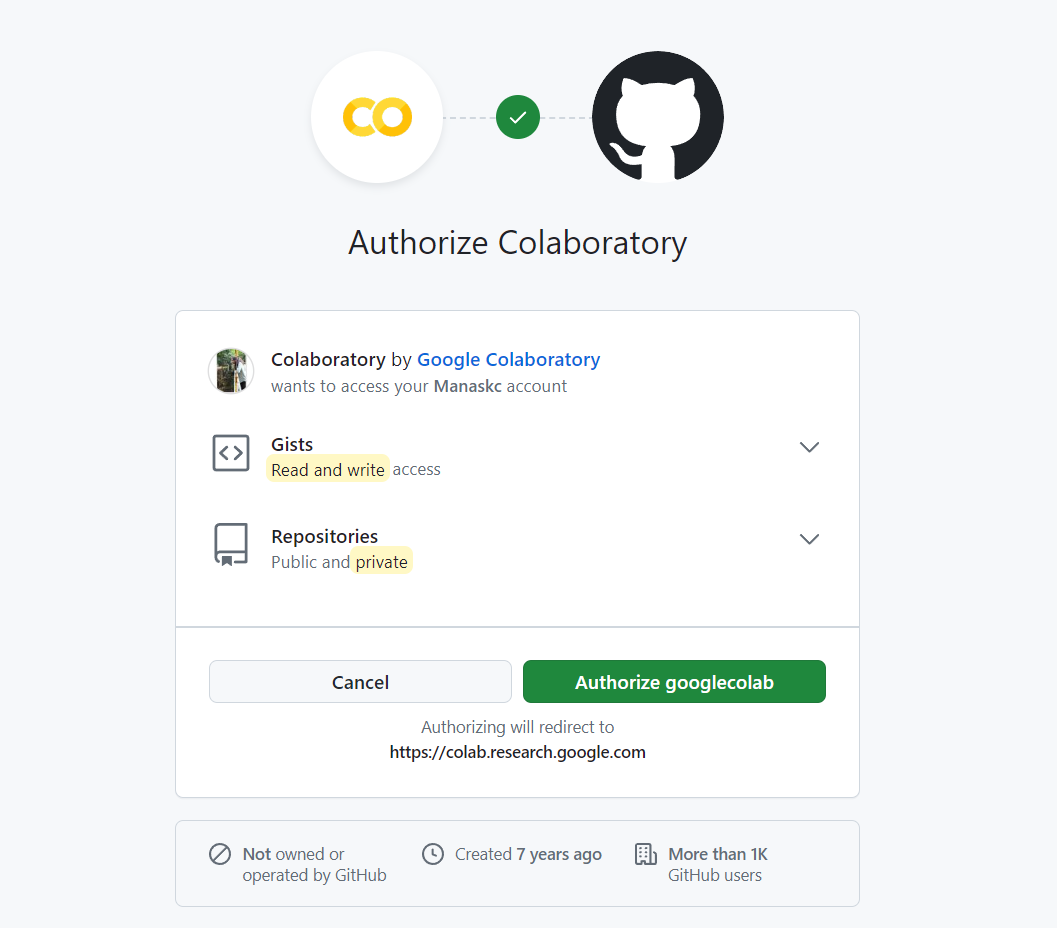 Authorize Colaboratory
Colaboratory by Google Colaboratory
wants to access your Manaskc account
Gists
Read and write access
Repositories
Public and private
Cancel
Authorize googlecolab
Authorizing will redirect to
https://colab.research.google.com
Not owned or
operated by GitHub
Created 7 years ago
More than 1K
GitHub users